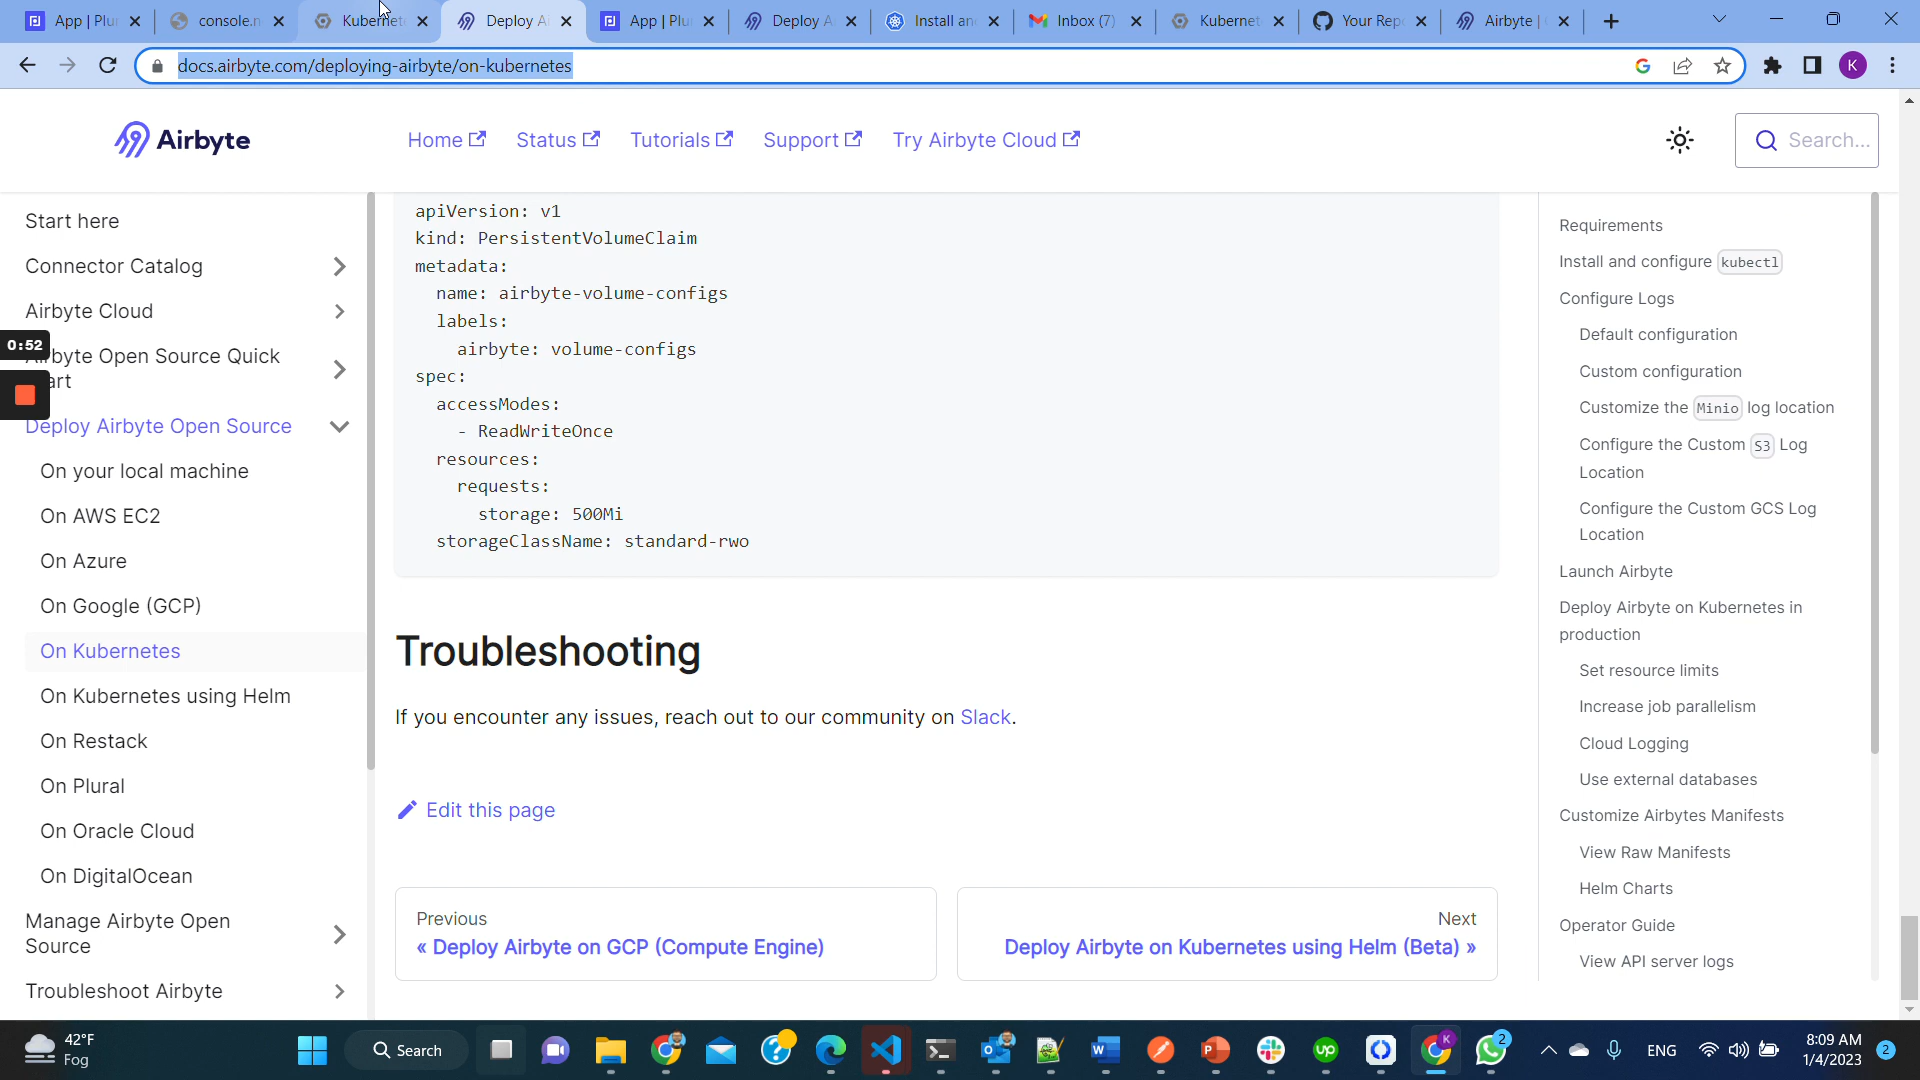 App | Plu
console.n
Kubernet
Deploy A
App | Plu
Deploy A
Install an
Inbox (7)
Kubernet
Your Rep
Airbyte |
docs.airbyte.com/deploying-airbyte/on-kubernetes
K
Airbyte
Home
Status
Tutorials
Support
Try Airbyte Cloud
Search...
Start here
Connector Catalog
Airbyte Cloud
0:52
irbyte Open Source Quick
art
Deploy Airbyte Open Source
On your local machine
On AWS EC2
On Azure
On Google (GCP)
On Kubernetes
On Kubernetes using Helm
On Restack
On Plural
On Oracle Cloud
On DigitalOcean
Manage Airbyte Open
Source
Troubleshoot Airbyte
apiVersion: v1
kind: PersistentVolumeClaim
metadata:
  name: airbyte-volume-configs
  labels:
    airbyte: volume-configs
spec:
  accessModes:
    - ReadWriteOnce
  resources:
    requests:
      storage: 500Mi
  storageClassName: standard-rwo
Troubleshooting
If you encounter any issues, reach out to our community on Slack.
Edit this page
Previous
« Deploy Airbyte on GCP (Compute Engine)
Next
Deploy Airbyte on Kubernetes using Helm (Beta) »
Requirements
Install and configure kubectl
Configure Logs
Default configuration
Custom configuration
Customize the Minio log location
Configure the Custom S3 Log
Location
Configure the Custom GCS Log
Location
Launch Airbyte
Deploy Airbyte on Kubernetes in
production
Set resource limits
Increase job parallelism
Cloud Logging
Use external databases
Customize Airbytes Manifests
View Raw Manifests
Helm Charts
Operator Guide
View API server logs
42°F
Fog
Search
ENG
8:09 AM
1/4/2023
2
2